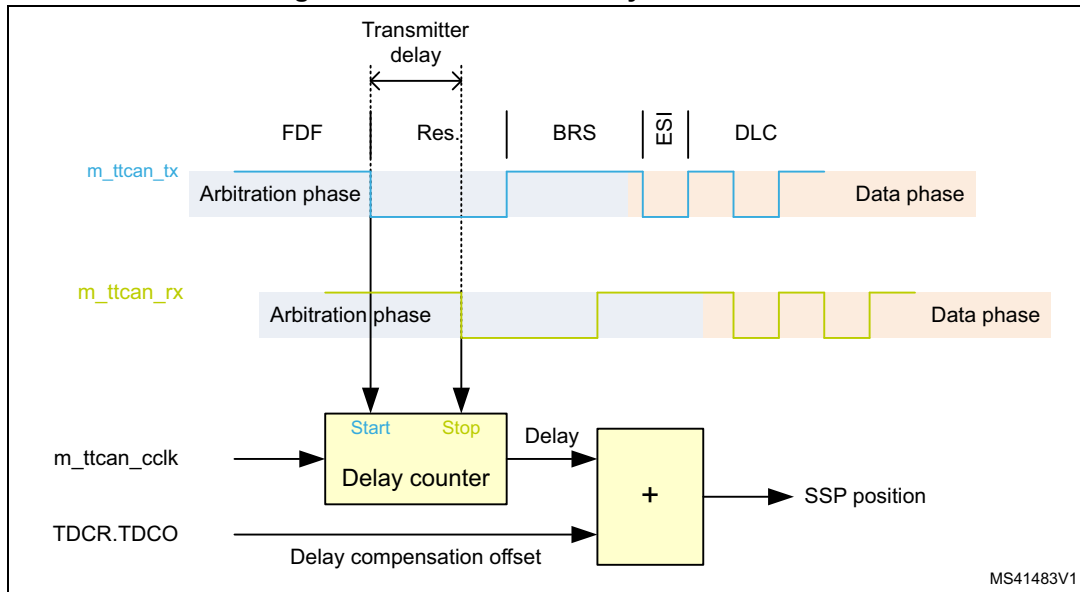 Transmitter
delay
FDF
Res.
BRS
ESI
DLC
m_ttcan_tx
Arbitration phase
Data phase
m_ttcan_rx
Arbitration phase
Data phase
Start
Stop
Delay
m_ttcan_cclk
Delay counter
+
SSP position
TDCR.TDCO
Delay compensation offset
MS41483V1